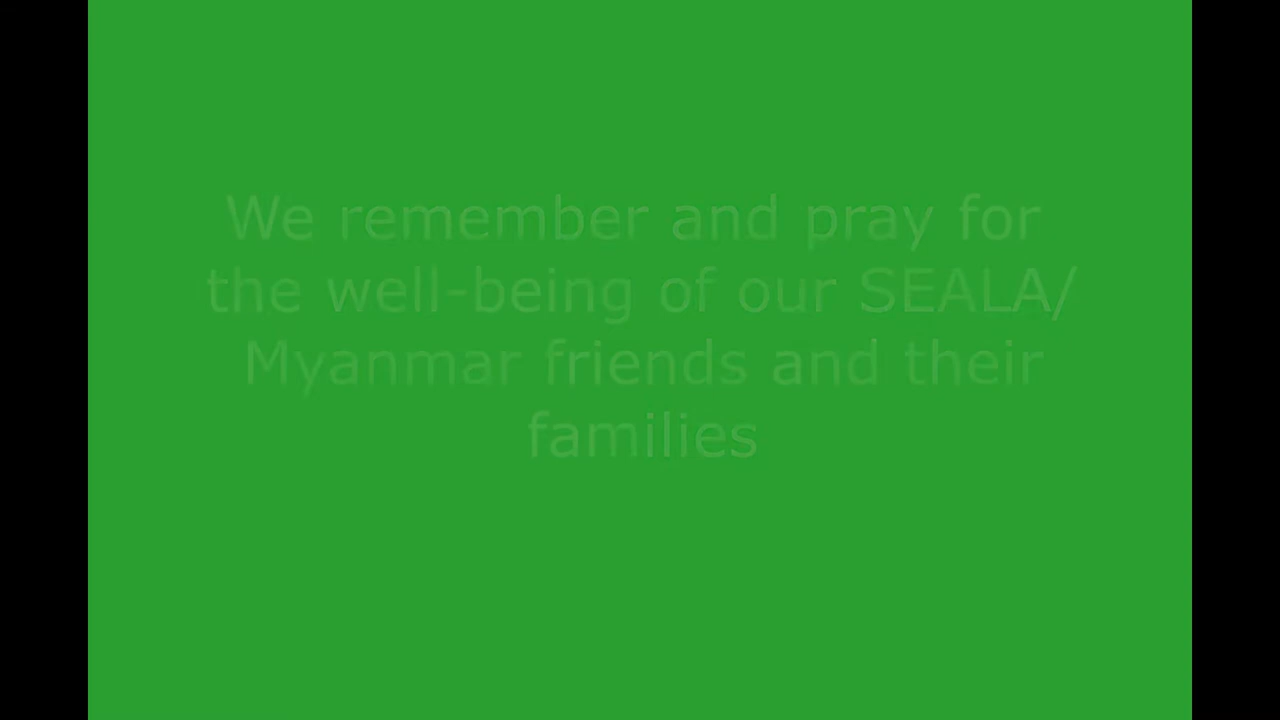 We remember and pray for
the well-being of our SEALA/
Myanmar friends and their
families